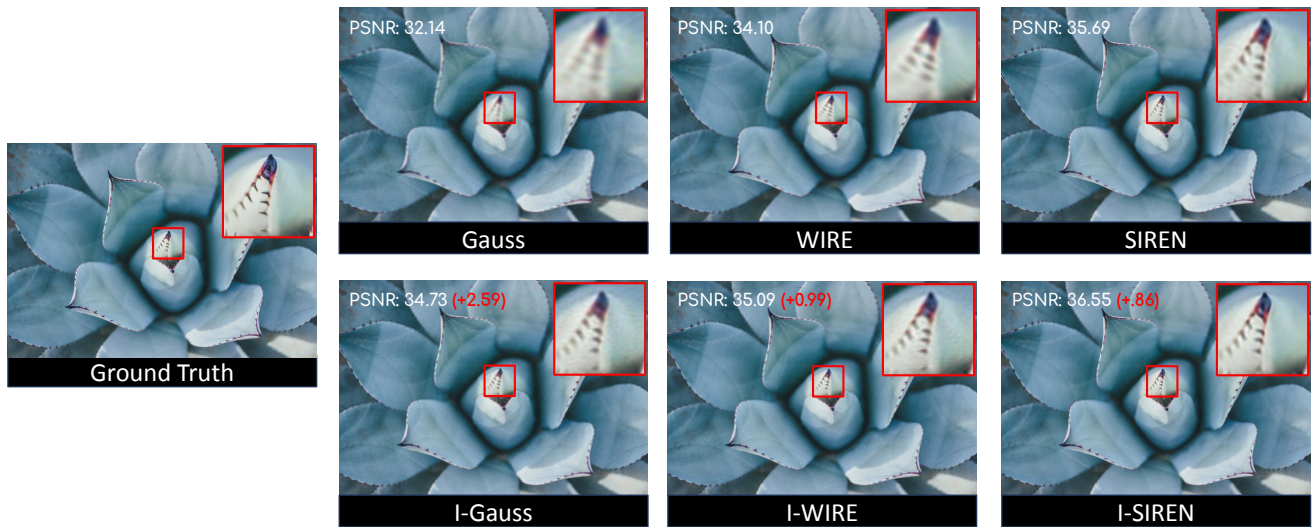 PSNR: 32.14
Gauss
PSNR: 34.10
WIRE
PSNR: 35.69
SIREN
Ground Truth
PSNR: 34.73 (+2.59)
I-Gauss
PSNR: 35.09 (+0.99)
I-WIRE
PSNR: 36.55 (+.86)
I-SIREN